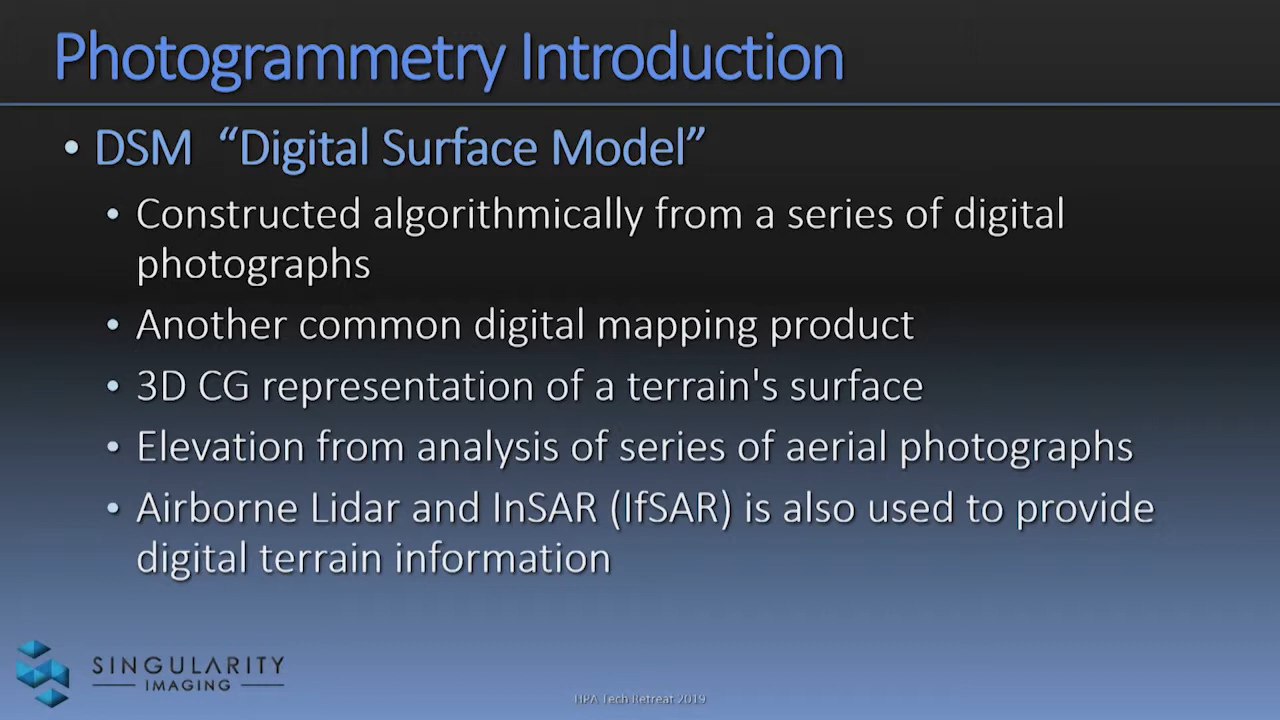 Photogrammetry Introduction
• DSM “Digital Surface Model”
• Constructed algorithmically from a series of digital
photographs
• Another common digital mapping product
• 3D CG representation of a terrain's surface
• Elevation from analysis of series of aerial photographs
• Airborne Lidar and InSAR (IfSAR) is also used to provide
digital terrain information
SINGULARITY
IMAGING
HPA Tech Retreat 2019